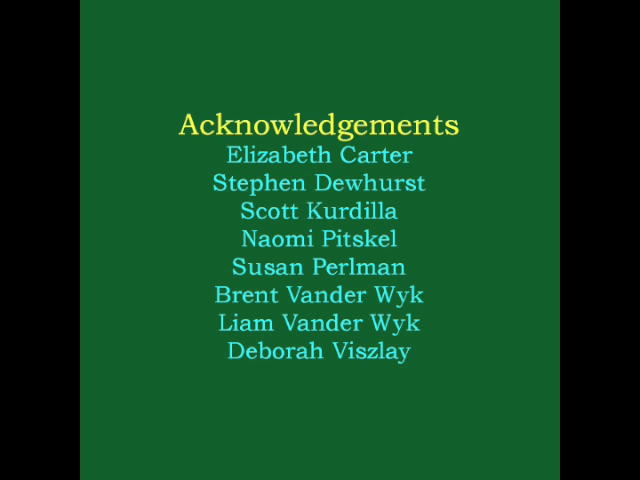 Acknowledgements
Elizabeth Carter
Stephen Dewhurst
Scott Kurdilla
Naomi Pitskel
Susan Perlman
Brent Vander Wyk
Liam Vander Wyk
Deborah Viszlay